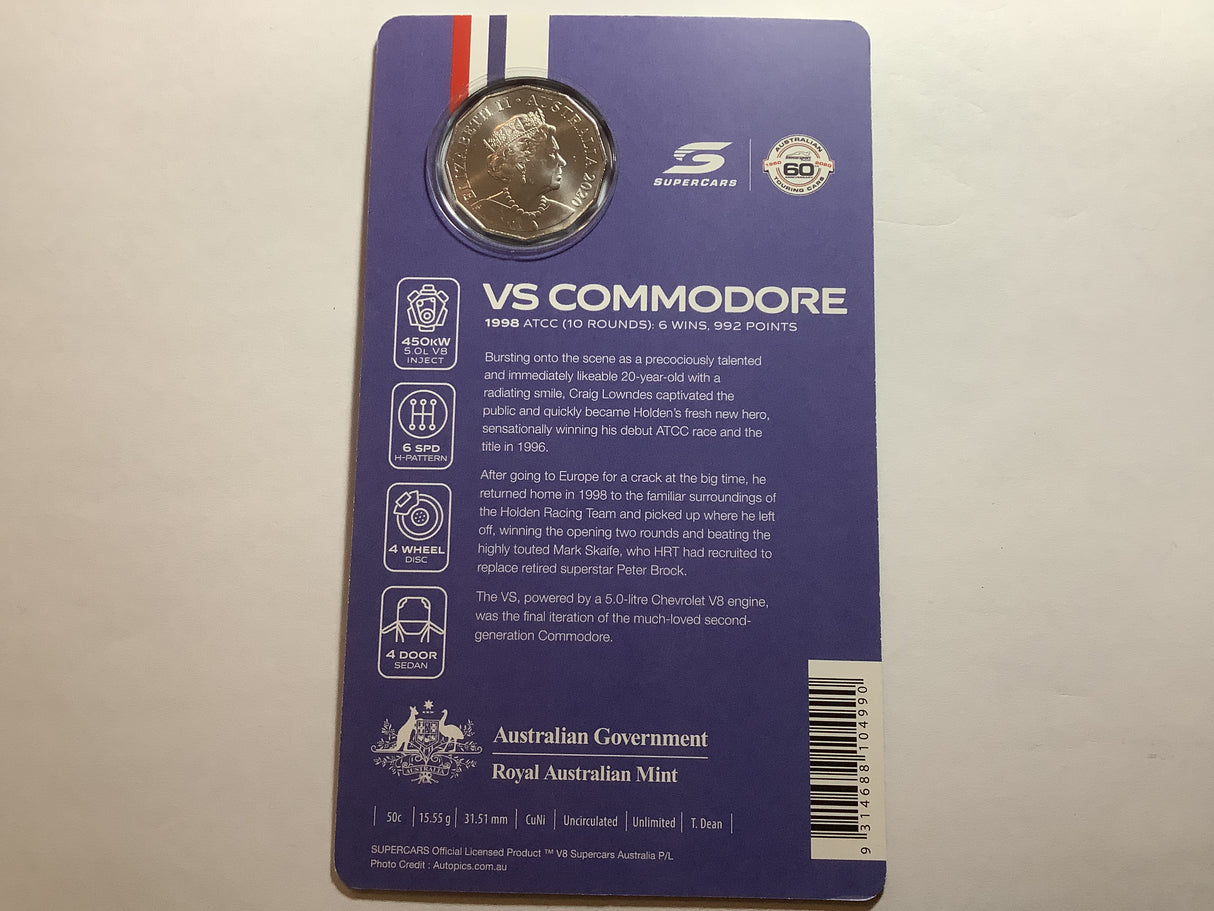 ELIZABETH II • AUSTRALIA 2020
SUPERCARS
AUSTRALIAN
1960 60 2020
TOURING CARS
VS COMMODORE
1998 ATCC (10 ROUNDS): 6 WINS, 992 POINTS
450KW
5.0L V8
INJECT
6 SPD
H-PATTERN
4 WHEEL
DISC
4 DOOR
SEDAN
Bursting onto the scene as a precociously talented
and immediately likeable 20-year-old with a
radiating smile, Craig Lowndes captivated the
public and quickly became Holden's fresh new hero,
sensationally winning his debut ATCC race and the
title in 1996.
After going to Europe for a crack at the big time, he
returned home in 1998 to the familiar surroundings of
the Holden Racing Team and picked up where he left
off, winning the opening two rounds and beating the
highly touted Mark Skaife, who HRT had recruited to
replace retired superstar Peter Brock.
The VS, powered by a 5.0-litre Chevrolet V8 engine,
was the final iteration of the much-loved second-
generation Commodore.
AUSTRALIA
Australian Government
Royal Australian Mint
50c | 15.55 g | 31.51 mm | CuNi | Uncirculated | Unlimited | T. Dean |
SUPERCARS Official Licensed Product ™ V8 Supercars Australia P/L
Photo Credit : Autopics.com.au
9 314688 104990